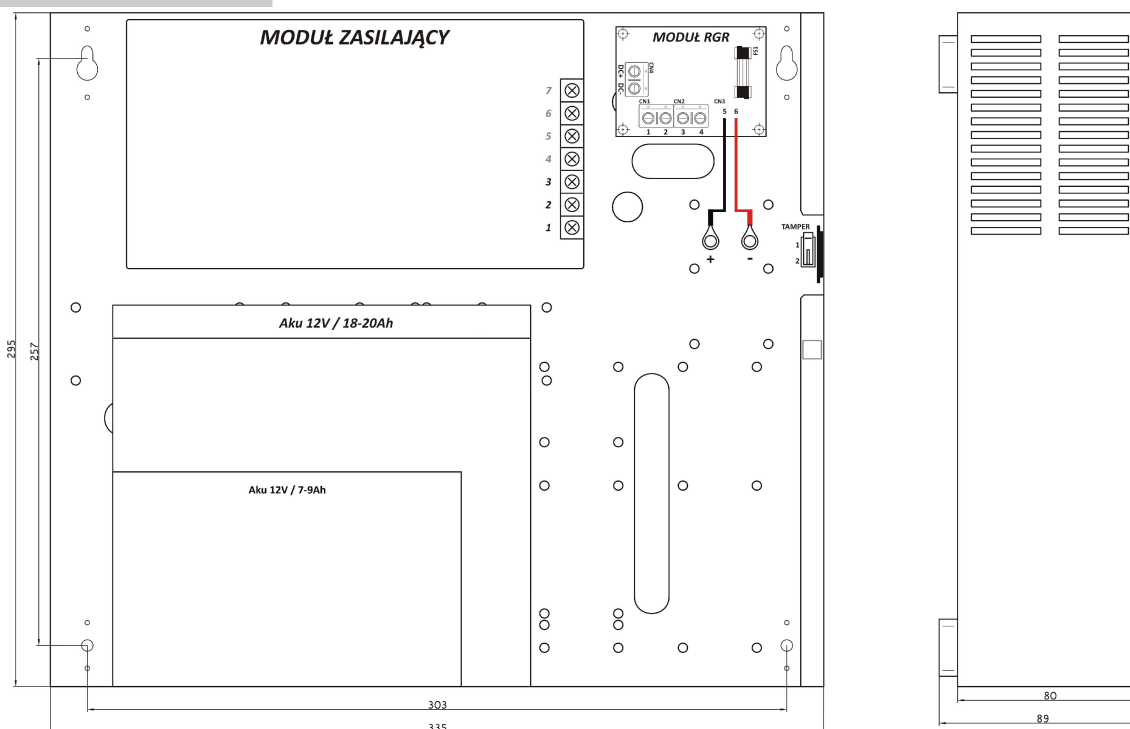 MODUŁ ZASILAJĄCY
7
6
5
4
3
2
1
MODUŁ RGR
FS1
DC+ DC-
CN4
CN1 CN2 CN3
5 6
1 2 3 4
+ -
TAMPER
1
2
Aku 12V / 18-20Ah
Aku 12V / 7-9Ah
295
257
303
335
80
89